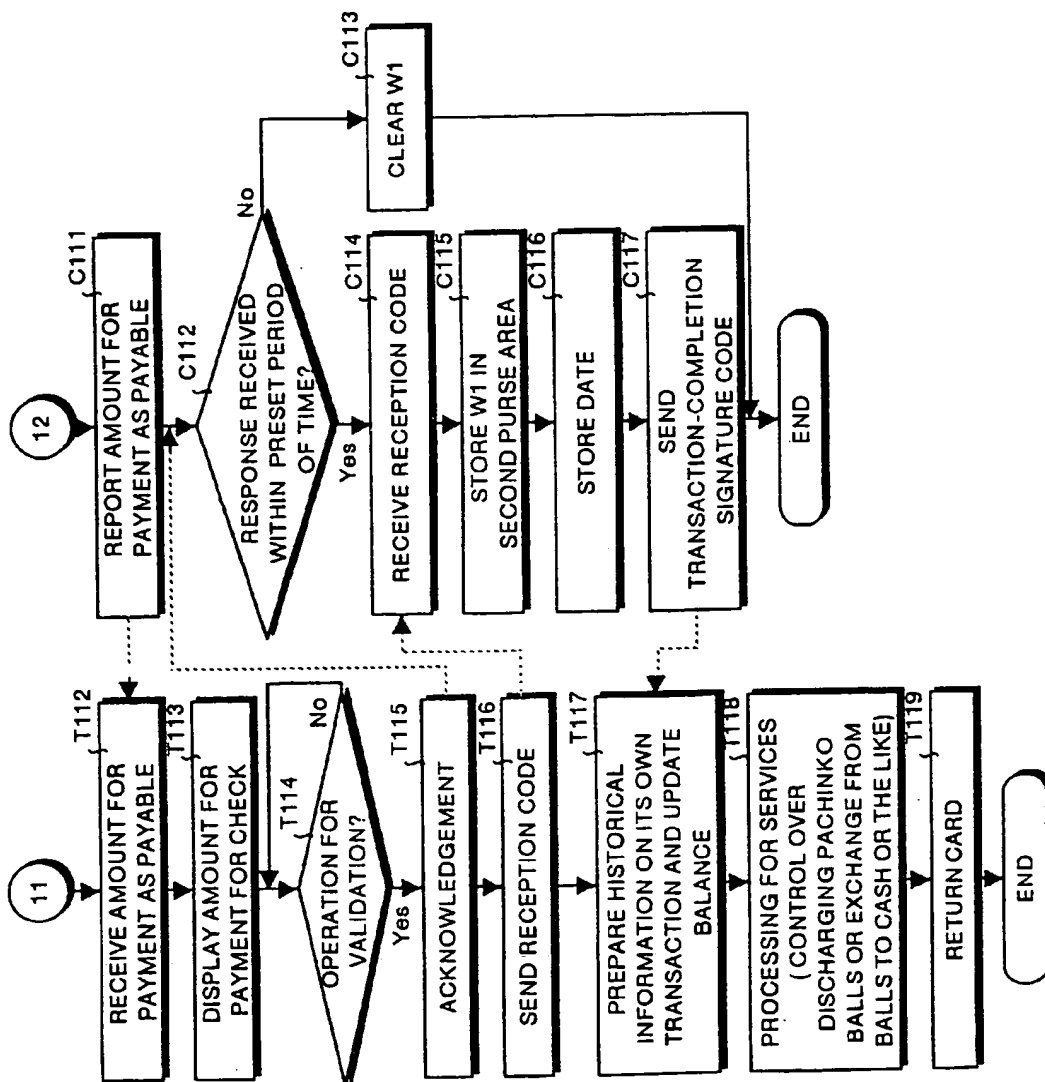 11
T112
RECEIVE AMOUNT FOR
PAYMENT AS PAYABLE
T113
DISPLAY AMOUNT FOR
PAYMENT FOR CHECK
T114
No
OPERATION FOR
VALIDATION?
Yes
T115
ACKNOWLEDGEMENT
T116
SEND RECEPTION CODE
T117
PREPARE HISTORICAL
INFORMATION ON ITS OWN
TRANSACTION AND UPDATE
BALANCE
T118
PROCESSING FOR SERVICES
( CONTROL OVER
DISCHARGING PACHINKO
BALLS OR EXCHANGE FROM
BALLS TO CASH OR THE LIKE)
T119
RETURN CARD
END
12
C111
REPORT AMOUNT FOR
PAYMENT AS PAYABLE
C112
No
RESPONSE RECEIVED
WITHIN PRESET PERIOD
OF TIME?
Yes
C113
CLEAR W1
C114
RECEIVE RECEPTION CODE
C115
STORE W1 IN
SECOND PURSE AREA
C116
STORE DATE
C117
SEND
TRANSACTION-COMPLETION
SIGNATURE CODE
END